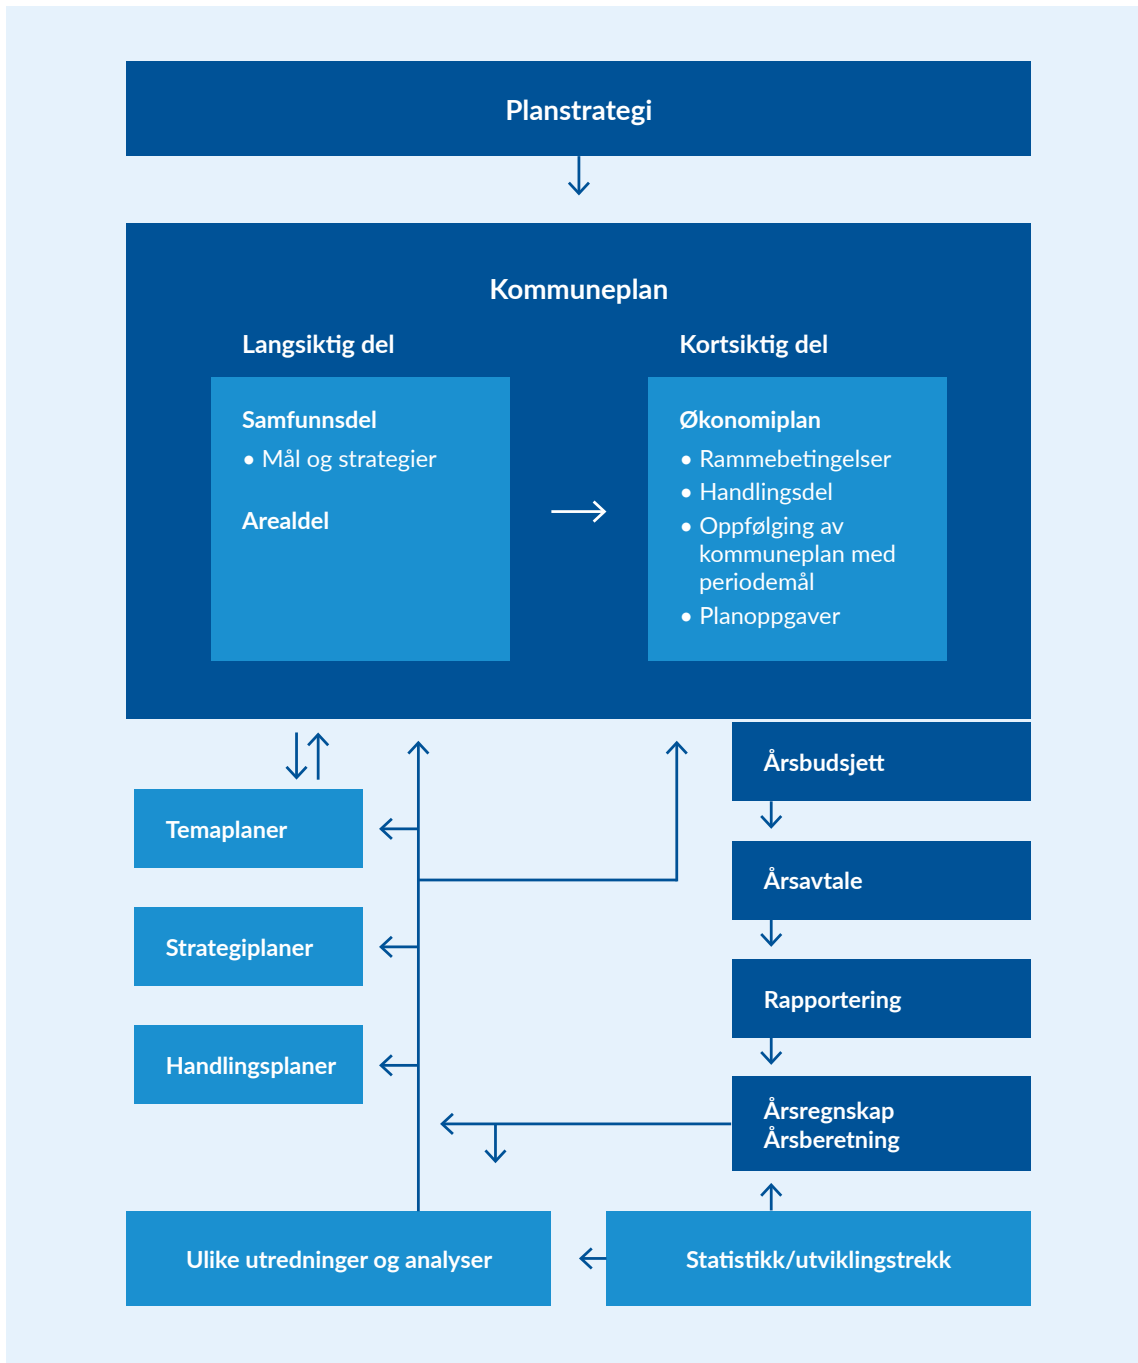 Planstrategi
Kommuneplan
Langsiktig del
Samfunnsdel
• Mål og strategier
Arealdel
Kortsiktig del
Økonomiplan
• Rammebetingelser
• Handlingsdel
• Oppfølging av
kommuneplan med
periodemål
• Planoppgaver
Temaplaner
Strategiplaner
Handlingsplaner
Årsbudsjett
Årsavtale
Rapportering
Årsregnskap
Årsberetning
Ulike utredninger og analyser
Statistikk/utviklingstrekk